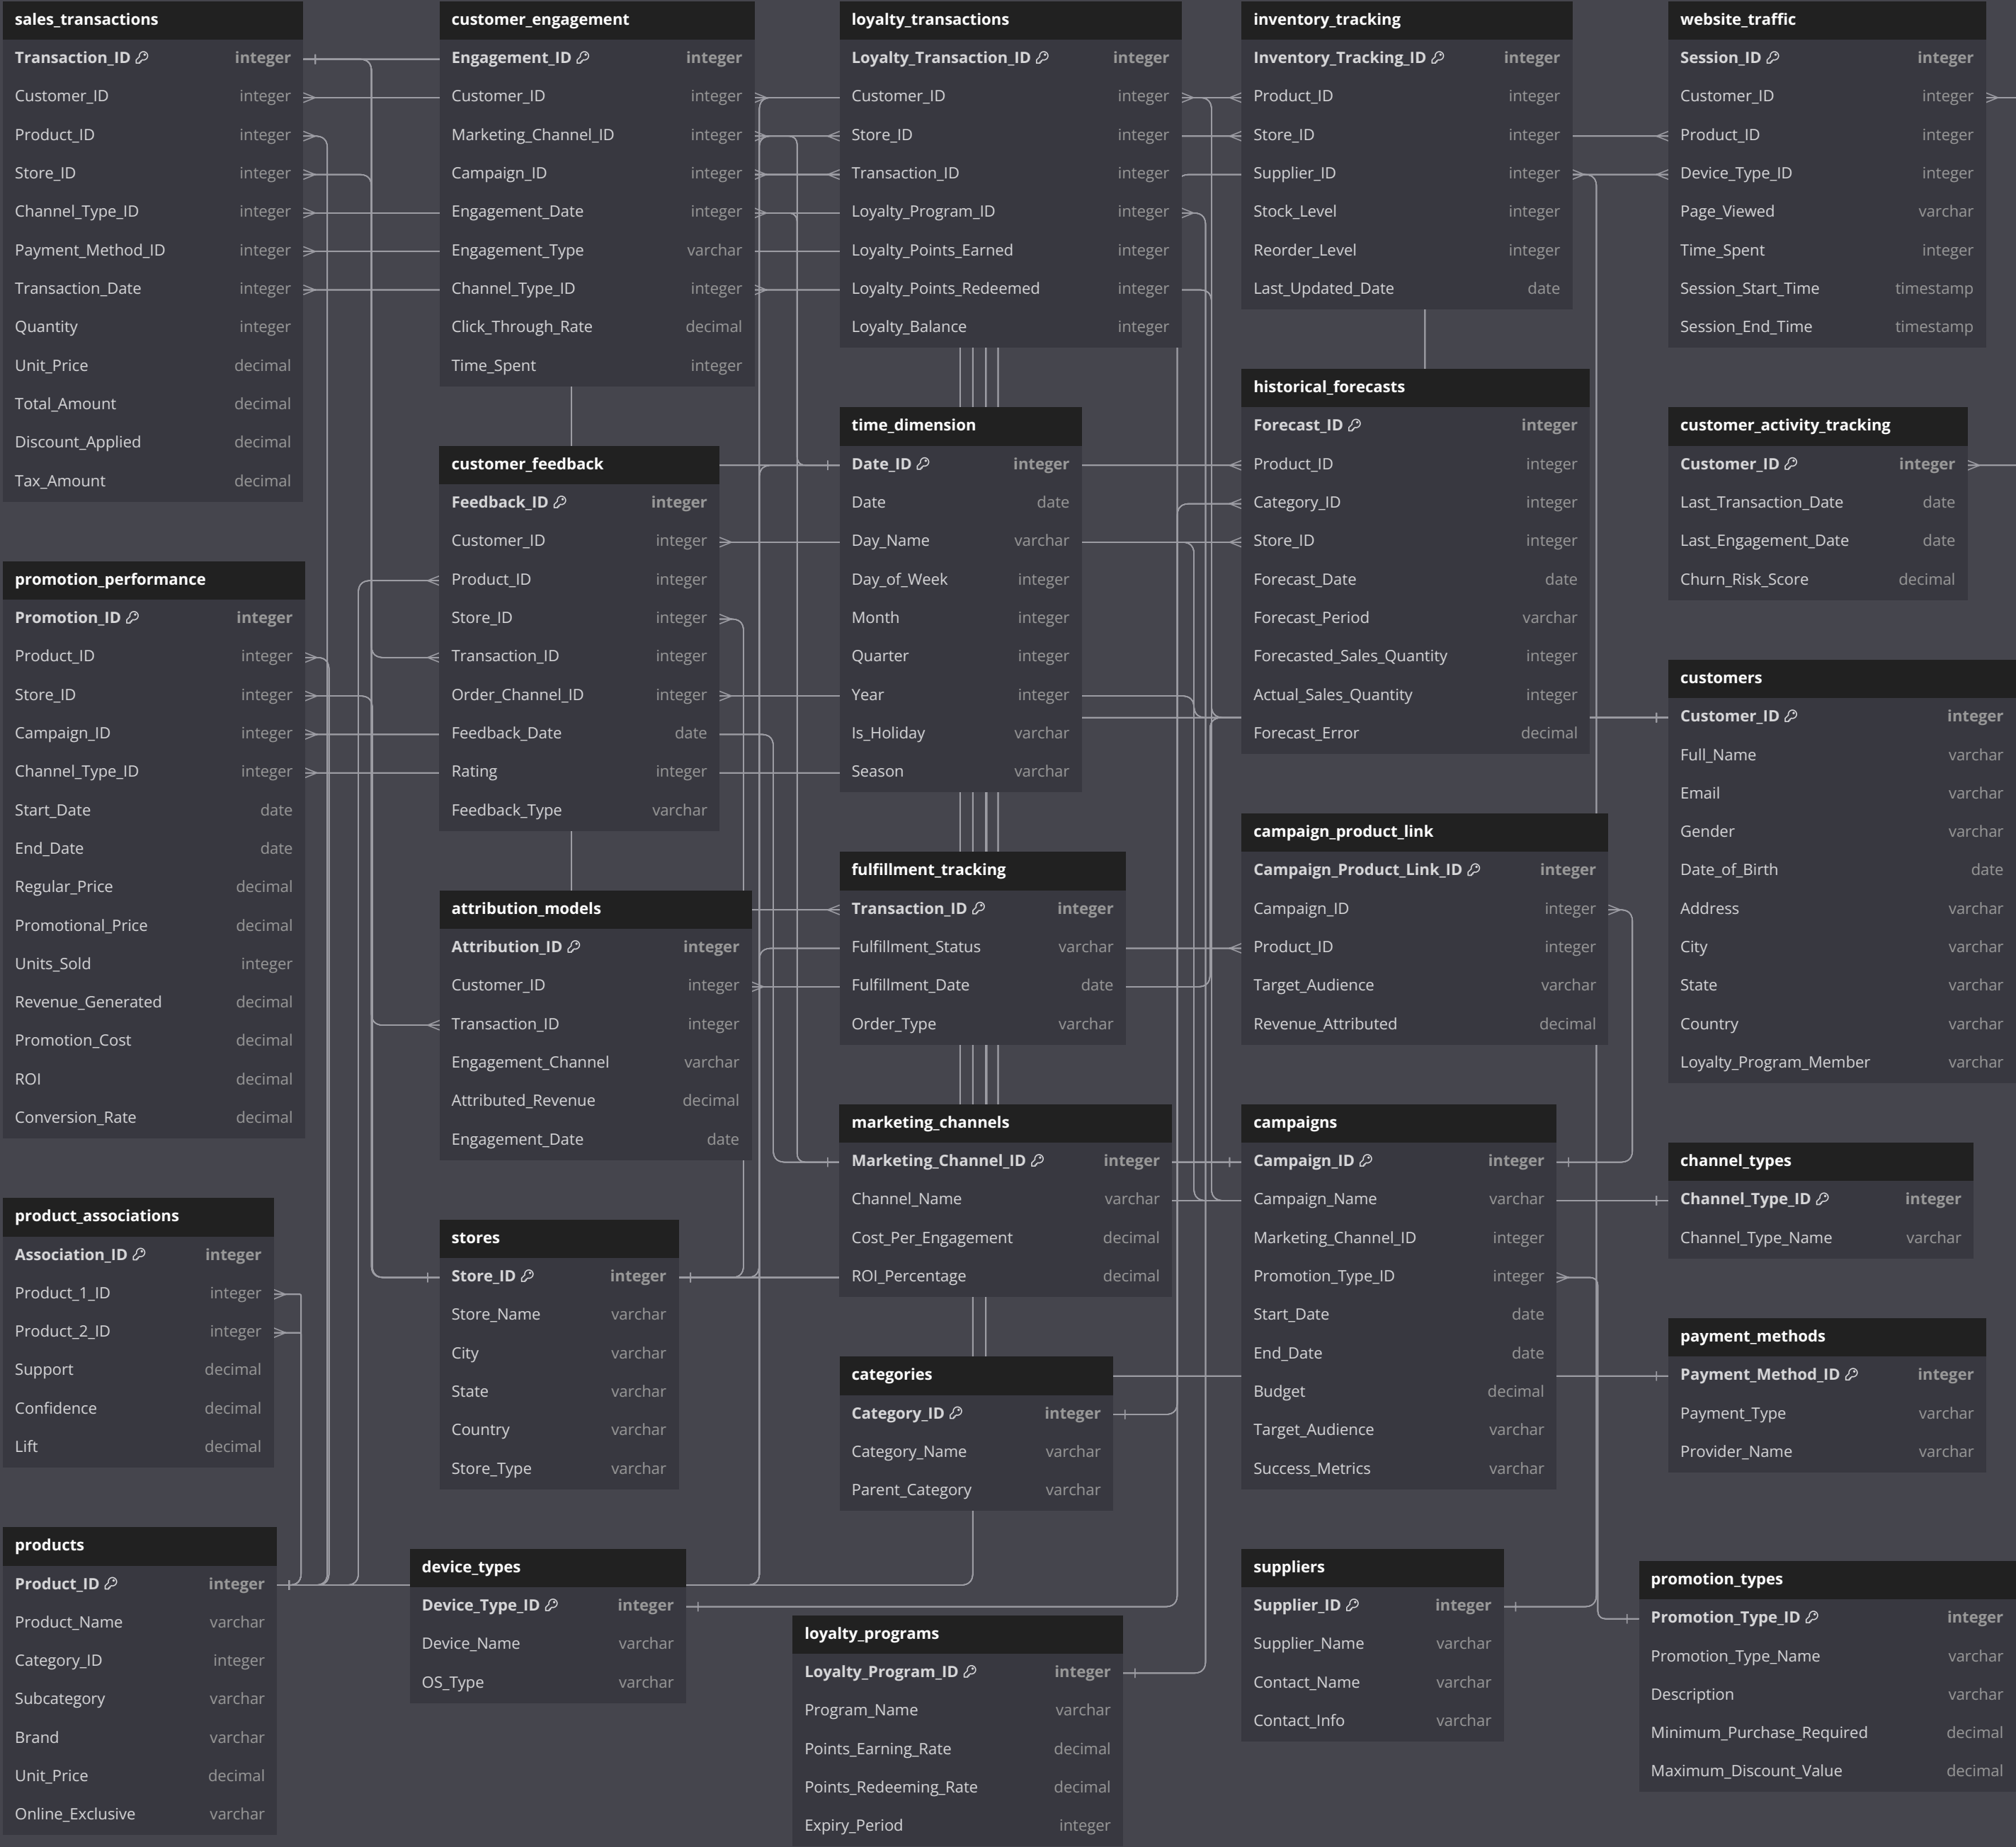 sales_transactions
Transaction_ID integer
Customer_ID integer
Product_ID integer
Store_ID integer
Channel_Type_ID integer
Payment_Method_ID integer
Transaction_Date integer
Quantity integer
Unit_Price decimal
Total_Amount decimal
Discount_Applied decimal
Tax_Amount decimal
promotion_performance
Promotion_ID integer
Product_ID integer
Store_ID integer
Campaign_ID integer
Channel_Type_ID integer
Start_Date date
End_Date date
Regular_Price decimal
Promotional_Price decimal
Units_Sold integer
Revenue_Generated decimal
Promotion_Cost decimal
ROI decimal
Conversion_Rate decimal
product_associations
Association_ID integer
Product_1_ID integer
Product_2_ID integer
Support decimal
Confidence decimal
Lift decimal
products
Product_ID integer
Product_Name varchar
Category_ID integer
Subcategory varchar
Brand varchar
Unit_Price decimal
Online_Exclusive varchar
customer_engagement
Engagement_ID integer
Customer_ID integer
Marketing_Channel_ID integer
Campaign_ID integer
Engagement_Date integer
Engagement_Type varchar
Channel_Type_ID integer
Click_Through_Rate decimal
Time_Spent integer
customer_feedback
Feedback_ID integer
Customer_ID integer
Product_ID integer
Store_ID integer
Transaction_ID integer
Order_Channel_ID integer
Feedback_Date date
Rating integer
Feedback_Type varchar
attribution_models
Attribution_ID integer
Customer_ID integer
Transaction_ID integer
Engagement_Channel varchar
Attributed_Revenue decimal
Engagement_Date date
stores
Store_ID integer
Store_Name varchar
City varchar
State varchar
Country varchar
Store_Type varchar
device_types
Device_Type_ID integer
Device_Name varchar
OS_Type varchar
loyalty_transactions
Loyalty_Transaction_ID integer
Customer_ID integer
Store_ID integer
Transaction_ID integer
Loyalty_Program_ID integer
Loyalty_Points_Earned integer
Loyalty_Points_Redeemed integer
Loyalty_Balance integer
time_dimension
Date_ID integer
Date date
Day_Name varchar
Day_of_Week integer
Month integer
Quarter integer
Year integer
Is_Holiday varchar
Season varchar
fulfillment_tracking
Transaction_ID integer
Fulfillment_Status varchar
Fulfillment_Date date
Order_Type varchar
marketing_channels
Marketing_Channel_ID integer
Channel_Name varchar
Cost_Per_Engagement decimal
ROI_Percentage decimal
categories
Category_ID integer
Category_Name varchar
Parent_Category varchar
loyalty_programs
Loyalty_Program_ID integer
Program_Name varchar
Points_Earning_Rate decimal
Points_Redeeming_Rate decimal
Expiry_Period integer
inventory_tracking
Inventory_Tracking_ID integer
Product_ID integer
Store_ID integer
Supplier_ID integer
Stock_Level integer
Reorder_Level integer
Last_Updated_Date date
historical_forecasts
Forecast_ID integer
Product_ID integer
Category_ID integer
Store_ID integer
Forecast_Date date
Forecast_Period varchar
Forecasted_Sales_Quantity integer
Actual_Sales_Quantity integer
Forecast_Error decimal
campaign_product_link
Campaign_Product_Link_ID integer
Campaign_ID integer
Product_ID integer
Target_Audience varchar
Revenue_Attributed decimal
campaigns
Campaign_ID integer
Campaign_Name varchar
Marketing_Channel_ID integer
Promotion_Type_ID integer
Start_Date date
End_Date date
Budget decimal
Target_Audience varchar
Success_Metrics varchar
suppliers
Supplier_ID integer
Supplier_Name varchar
Contact_Name varchar
Contact_Info varchar
website_traffic
Session_ID integer
Customer_ID integer
Product_ID integer
Device_Type_ID integer
Page_Viewed varchar
Time_Spent integer
Session_Start_Time timestamp
Session_End_Time timestamp
customer_activity_tracking
Customer_ID integer
Last_Transaction_Date date
Last_Engagement_Date date
Churn_Risk_Score decimal
customers
Customer_ID integer
Full_Name varchar
Email varchar
Gender varchar
Date_of_Birth date
Address varchar
City varchar
State varchar
Country varchar
Loyalty_Program_Member varchar
channel_types
Channel_Type_ID integer
Channel_Type_Name varchar
payment_methods
Payment_Method_ID integer
Payment_Type varchar
Provider_Name varchar
promotion_types
Promotion_Type_ID integer
Promotion_Type_Name varchar
Description varchar
Minimum_Purchase_Required decimal
Maximum_Discount_Value decimal